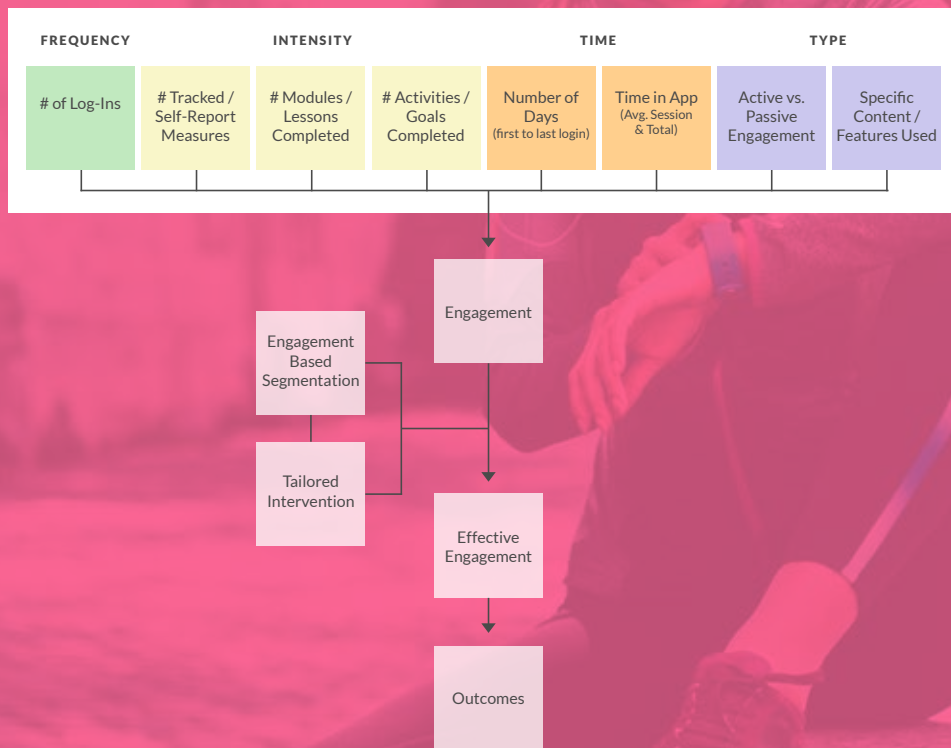 FREQUENCY
INTENSITY
TIME
TYPE
# of Log-Ins
# Tracked /
Self-Report
Measures
# Modules /
Lessons
Completed
# Activities /
Goals
Completed
Number of
Days
(first to last login)
Time in App
(Avg. Session
& Total)
Active vs.
Passive
Engagement
Specific
Content /
Features Used
Engagement
Engagement
Based
Segmentation
Tailored
Intervention
Effective
Engagement
Outcomes